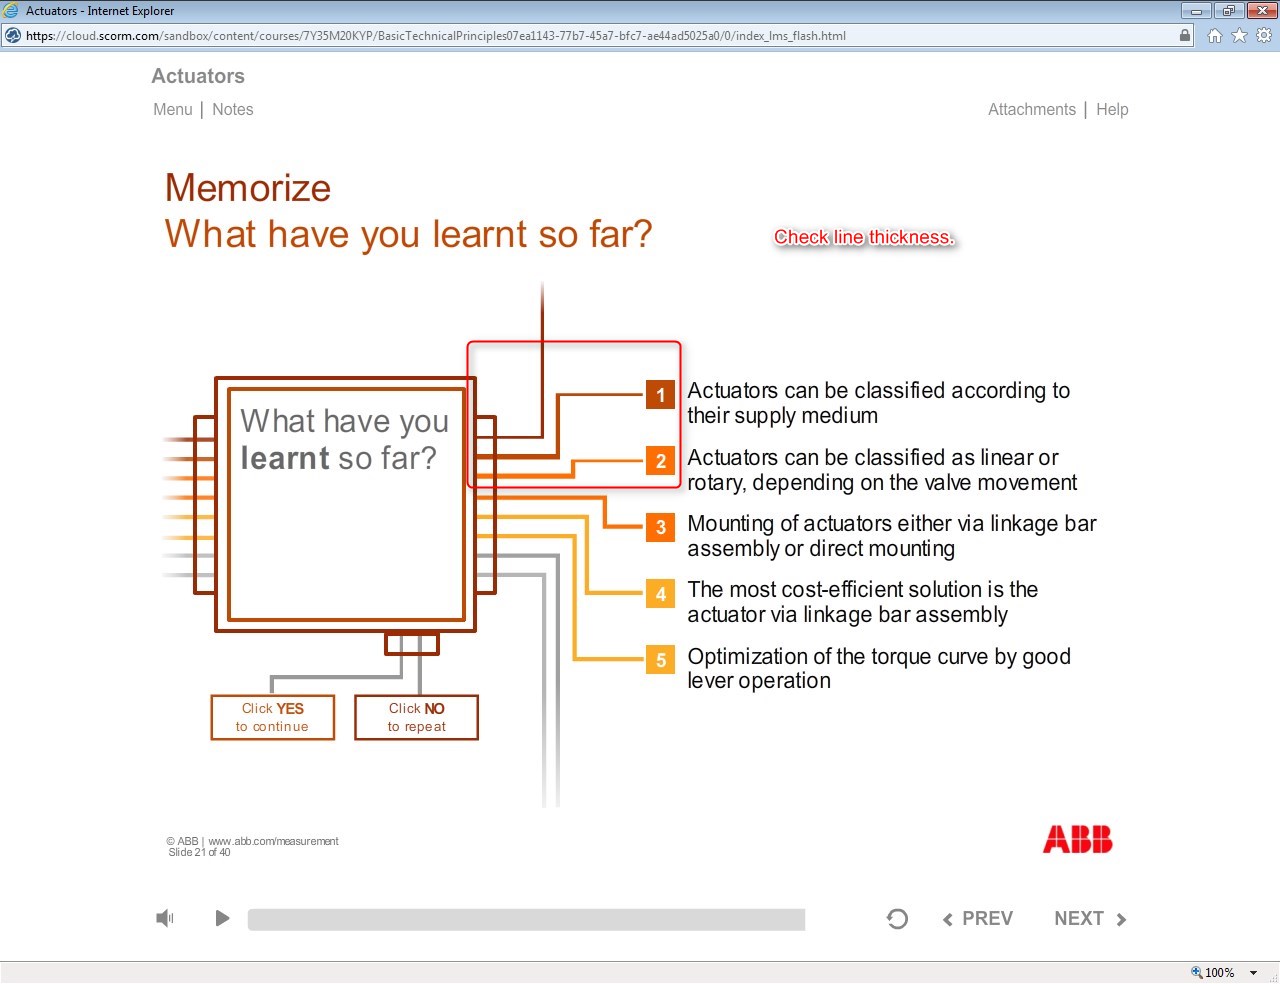 Actuators - Internet Explorer
https://cloud.scorm.com/sandbox/content/courses/7Y35M20KYP/BasicTechnicalPrinciples07ea1143-77b7-45a7-bfc7-ae44ad5025a0/0/index_lms_flash.html
Actuators
Menu | Notes
Attachments | Help
Memorize
What have you learnt so far?
Check line thickness.
What have you
learnt so far?
1 Actuators can be classified according to
their supply medium
2 Actuators can be classified as linear or
rotary, depending on the valve movement
3 Mounting of actuators either via linkage bar
assembly or direct mounting
4 The most cost-efficient solution is the
actuator via linkage bar assembly
5 Optimization of the torque curve by good
lever operation
Click YES
to continue
Click NO
to repeat
© ABB | www.abb.com/measurement
Slide 21 of 40
ABB
PREV
NEXT
100%